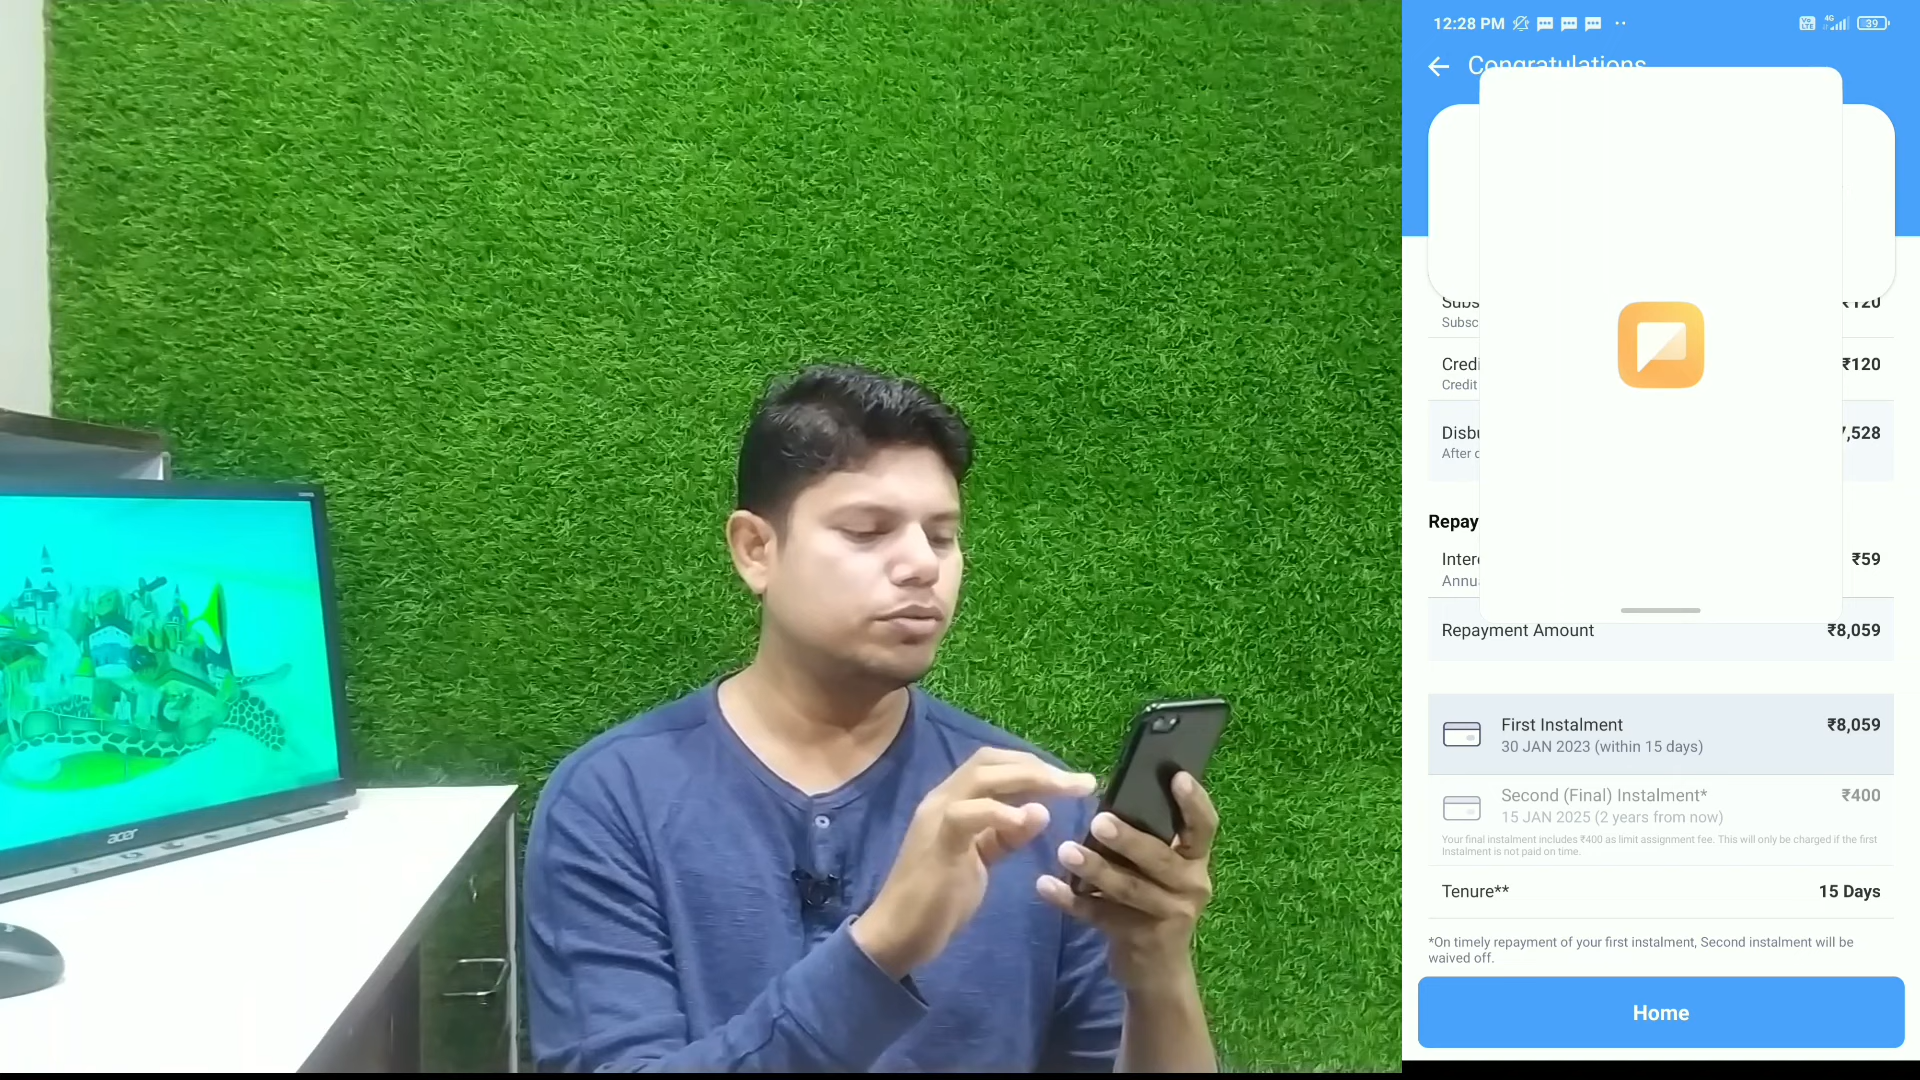 12:28 PM
4G
39
Congratulations
Subs
₹120
Subsc
Credi
₹120
Credit
Disbu
7,528
After d
Repay
Inter
₹59
Annu
Repayment Amount ₹8,059
First Instalment ₹8,059
30 JAN 2023 (within 15 days)
Second (Final) Instalment* ₹400
15 JAN 2025 (2 years from now)
Your final instalment includes ₹400 as limit assignment fee. This will only be charged if the first
Instalment is not paid on time.
Tenure** 15 Days
*On timely repayment of your first instalment, Second instalment will be
waived off.
Home
acer